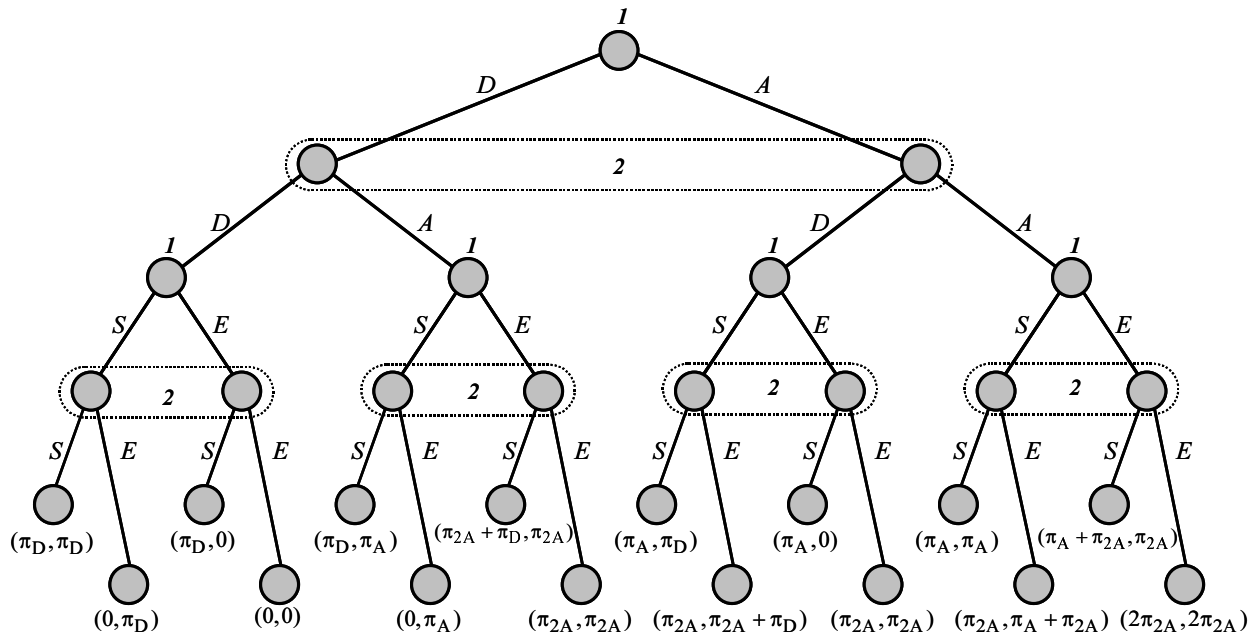 1
D A
2
D A D A
1 1 1 1
S E S E S E S E
2 2 2 2
S E S E S E S E S E S E S E S E
(π_D, π_D) (π_D, 0) (π_D, π_A) (π_2A + π_D, π_2A) (π_A, π_D) (π_A, 0) (π_A, π_A) (π_A + π_2A, π_2A)
(0, π_D) (0, 0) (0, π_A) (π_2A, π_2A) (π_2A, π_2A + π_D) (π_2A, π_2A) (π_2A, π_A + π_2A) (2π_2A, 2π_2A)